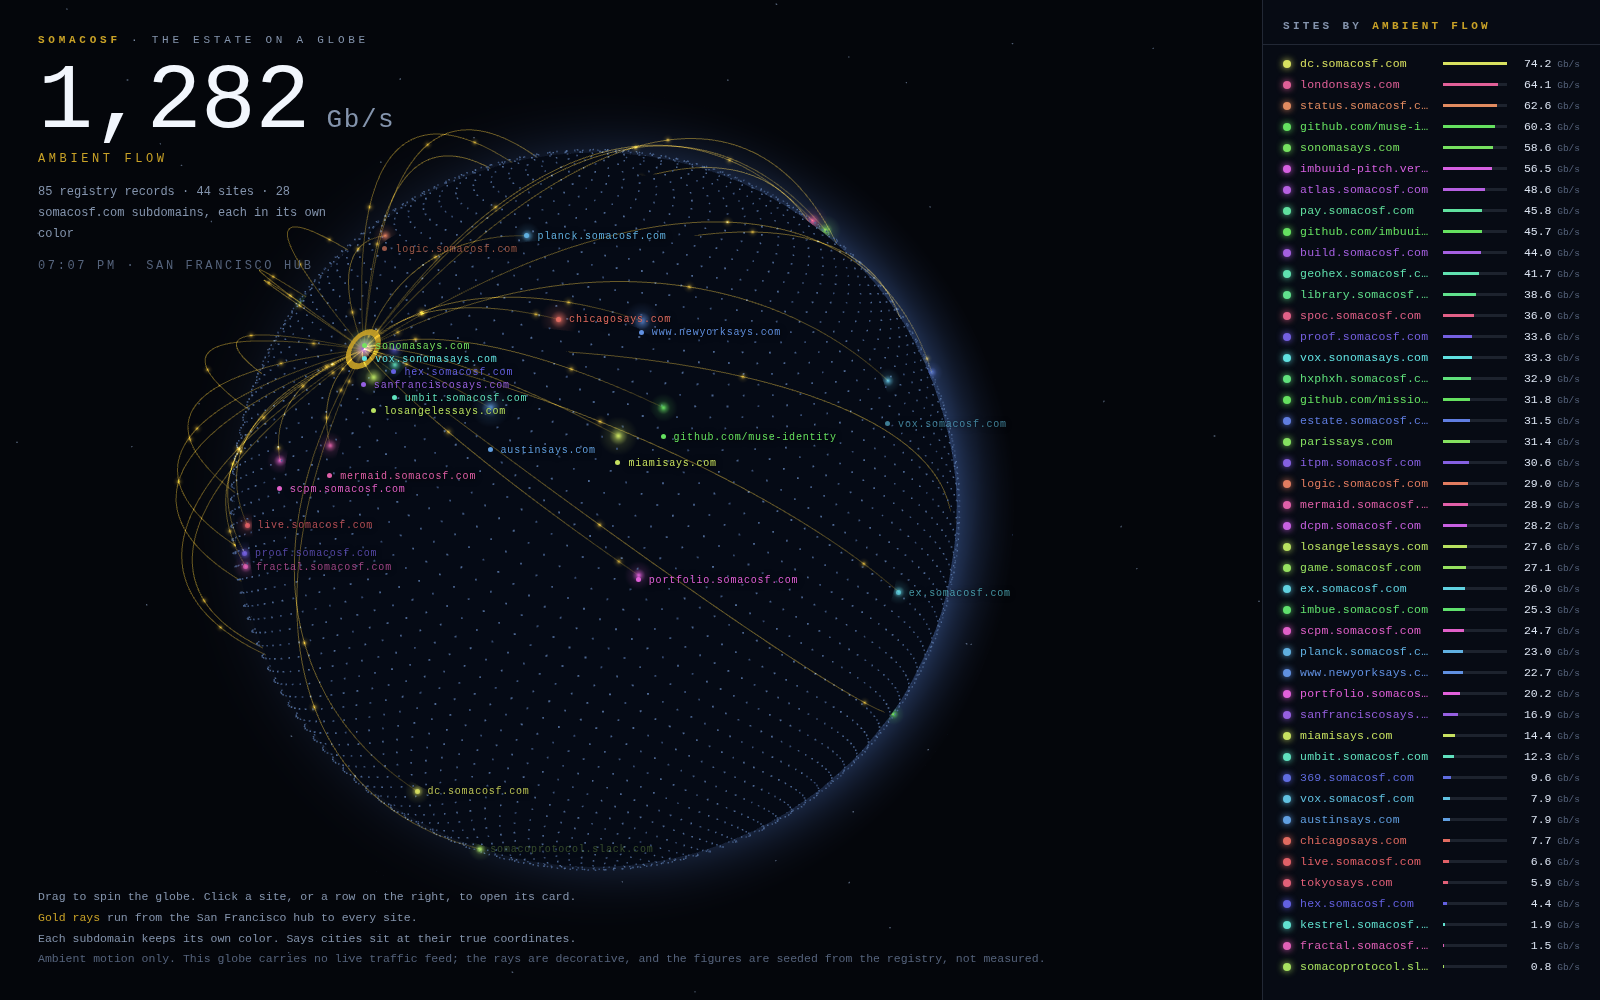 SOMACOSF · THE ESTATE ON A GLOBE
1,282 Gb/s
AMBIENT FLOW
85 registry records · 44 sites · 28
somacosf.com subdomains, each in its own
color
07:07 PM · SAN FRANCISCO HUB
logic.somacosf.com
planck.somacosf.com
chicagosays.com
www.newyorksays.com
sonomasays.com
vox.sonomasays.com
hex.somacosf.com
sanfranciscosays.com
umbit.somacosf.com
losangelessays.com
vox.somacosf.com
github.com/muse-identity
austinsays.com
miamisays.com
mermaid.somacosf.com
scpm.somacosf.com
live.somacosf.com
proof.somacosf.com
fractal.somacosf.com
portfolio.somacosf.com
ex.somacosf.com
dc.somacosf.com
somacoprotocol.slack.com
Drag to spin the globe. Click a site, or a row on the right, to open its card.
Gold rays run from the San Francisco hub to every site.
Each subdomain keeps its own color. Says cities sit at their true coordinates.
Ambient motion only. This globe carries no live traffic feed; the rays are decorative, and the figures are seeded from the registry, not measured.
SITES BY AMBIENT FLOW
dc.somacosf.com 74.2 Gb/s
londonsays.com 64.1 Gb/s
status.somacosf.c… 62.6 Gb/s
github.com/muse-i… 60.3 Gb/s
sonomasays.com 58.6 Gb/s
imbuuid-pitch.ver… 56.5 Gb/s
atlas.somacosf.com 48.6 Gb/s
pay.somacosf.com 45.8 Gb/s
github.com/imbuui… 45.7 Gb/s
build.somacosf.com 44.0 Gb/s
geohex.somacosf.c… 41.7 Gb/s
library.somacosf.… 38.6 Gb/s
spoc.somacosf.com 36.0 Gb/s
proof.somacosf.com 33.6 Gb/s
vox.sonomasays.com 33.3 Gb/s
hxphxh.somacosf.c… 32.9 Gb/s
github.com/missio… 31.8 Gb/s
estate.somacosf.c… 31.5 Gb/s
parissays.com 31.4 Gb/s
itpm.somacosf.com 30.6 Gb/s
logic.somacosf.com 29.0 Gb/s
mermaid.somacosf.… 28.9 Gb/s
dcpm.somacosf.com 28.2 Gb/s
losangelessays.com 27.6 Gb/s
game.somacosf.com 27.1 Gb/s
ex.somacosf.com 26.0 Gb/s
imbue.somacosf.com 25.3 Gb/s
scpm.somacosf.com 24.7 Gb/s
planck.somacosf.c… 23.0 Gb/s
www.newyorksays.c… 22.7 Gb/s
portfolio.somacos… 20.2 Gb/s
sanfranciscosays.… 16.9 Gb/s
miamisays.com 14.4 Gb/s
umbit.somacosf.com 12.3 Gb/s
369.somacosf.com 9.6 Gb/s
vox.somacosf.com 7.9 Gb/s
austinsays.com 7.9 Gb/s
chicagosays.com 7.7 Gb/s
live.somacosf.com 6.6 Gb/s
tokyosays.com 5.9 Gb/s
hex.somacosf.com 4.4 Gb/s
kestrel.somacosf.… 1.9 Gb/s
fractal.somacosf.… 1.5 Gb/s
somacoprotocol.sl… 0.8 Gb/s